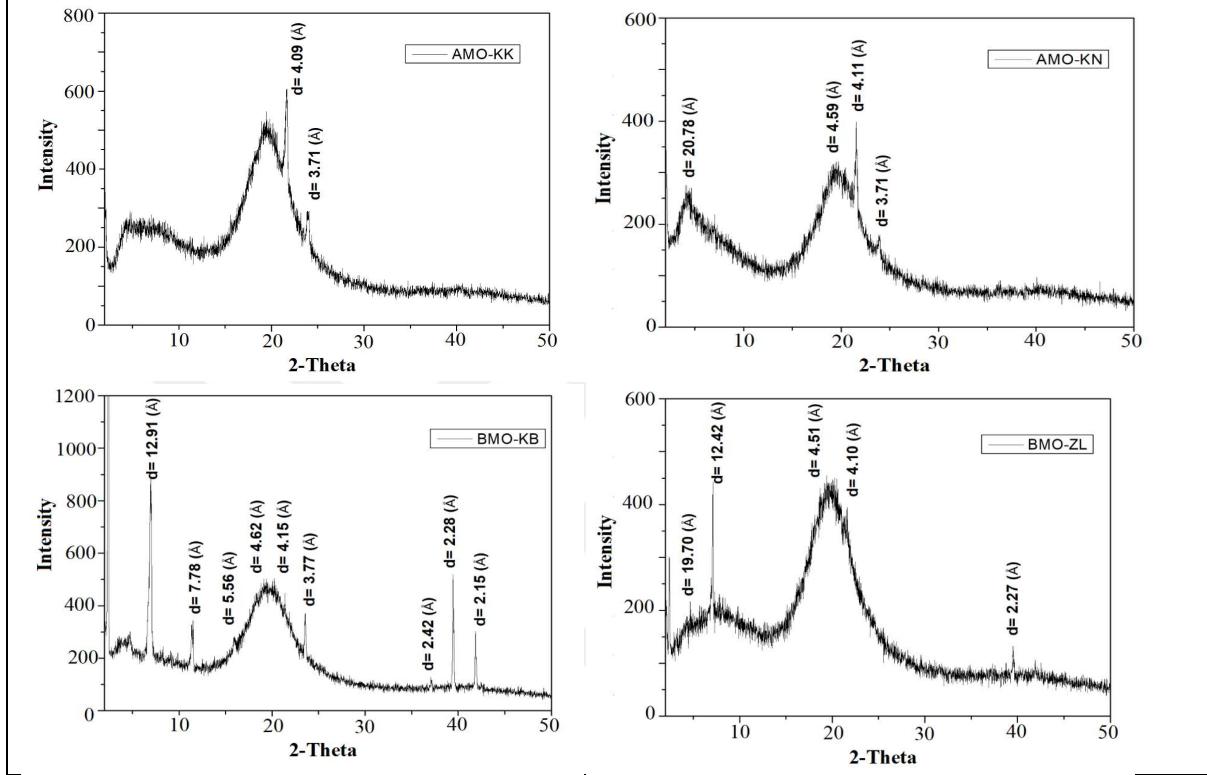 800
600
400
200
0
Intensity
d= 4.09 (Å)
d= 3.71 (Å)
AMO-KK
10 20 30 40 50
2-Theta
600
400
200
0
Intensity
d= 20.78 (Å)
d= 4.59 (Å)
d= 4.11 (Å)
d= 3.71 (Å)
AMO-KN
10 20 30 40 50
2-Theta
1200
1000
800
600
400
200
0
Intensity
d= 12.91 (Å)
d= 7.78 (Å)
d= 5.56 (Å)
d= 4.62 (Å)
d= 4.15 (Å)
d= 3.77 (Å)
d= 2.42 (Å)
d= 2.28 (Å)
d= 2.15 (Å)
BMO-KB
10 20 30 40 50
2-Theta
600
400
200
0
Intensity
d= 19.70 (Å)
d= 12.42 (Å)
d= 4.51 (Å)
d= 4.10 (Å)
d= 2.27 (Å)
BMO-ZL
10 20 30 40 50
2-Theta